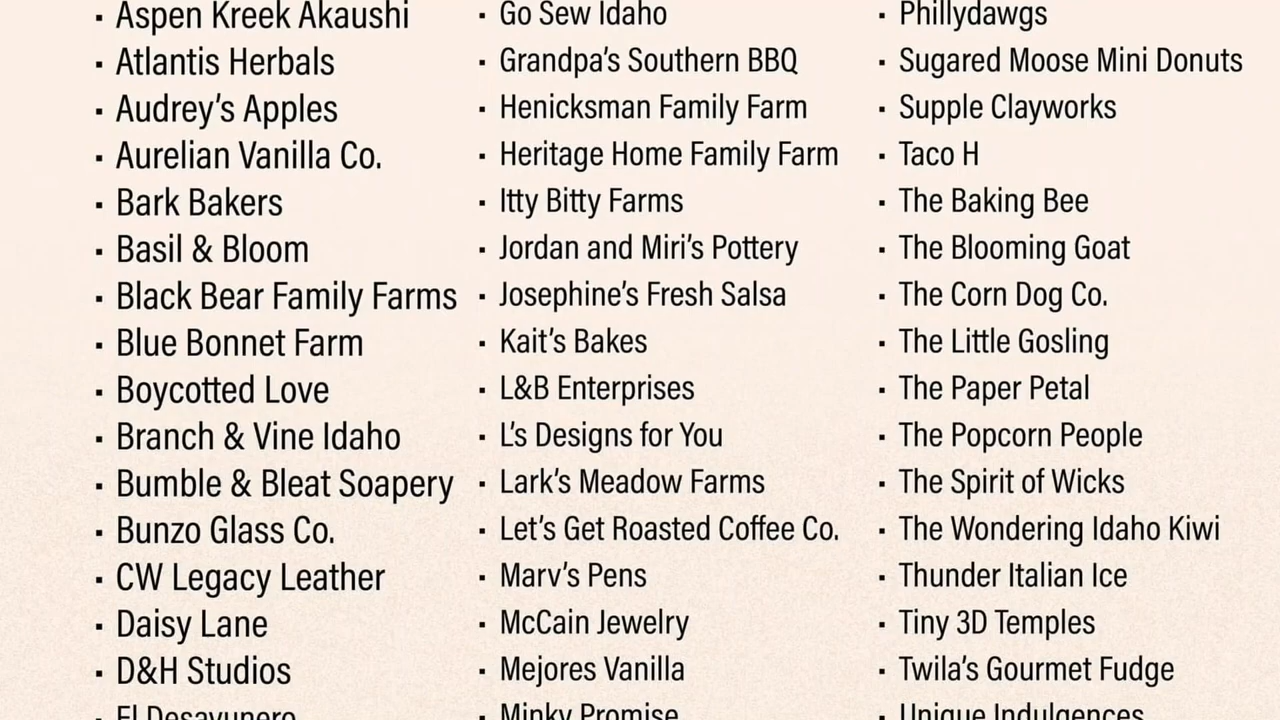 Aspen Kreek Akaushi
Atlantis Herbals
Audrey's Apples
Aurelian Vanilla Co.
Bark Bakers
Basil & Bloom
Black Bear Family Farms
Blue Bonnet Farm
Boycotted Love
Branch & Vine Idaho
Bumble & Bleat Soapery
Bunzo Glass Co.
CW Legacy Leather
Daisy Lane
D&H Studios
El Desayunero
Go Sew Idaho
Grandpa's Southern BBQ
Henicksman Family Farm
Heritage Home Family Farm
Itty Bitty Farms
Jordan and Miri's Pottery
Josephine's Fresh Salsa
Kait's Bakes
L&B Enterprises
L's Designs for You
Lark's Meadow Farms
Let's Get Roasted Coffee Co.
Marv's Pens
McCain Jewelry
Mejores Vanilla
Minky Promise
Phillydawgs
Sugared Moose Mini Donuts
Supple Clayworks
Taco H
The Baking Bee
The Blooming Goat
The Corn Dog Co.
The Little Gosling
The Paper Petal
The Popcorn People
The Spirit of Wicks
The Wondering Idaho Kiwi
Thunder Italian Ice
Tiny 3D Temples
Twila's Gourmet Fudge
Unique Indulgences